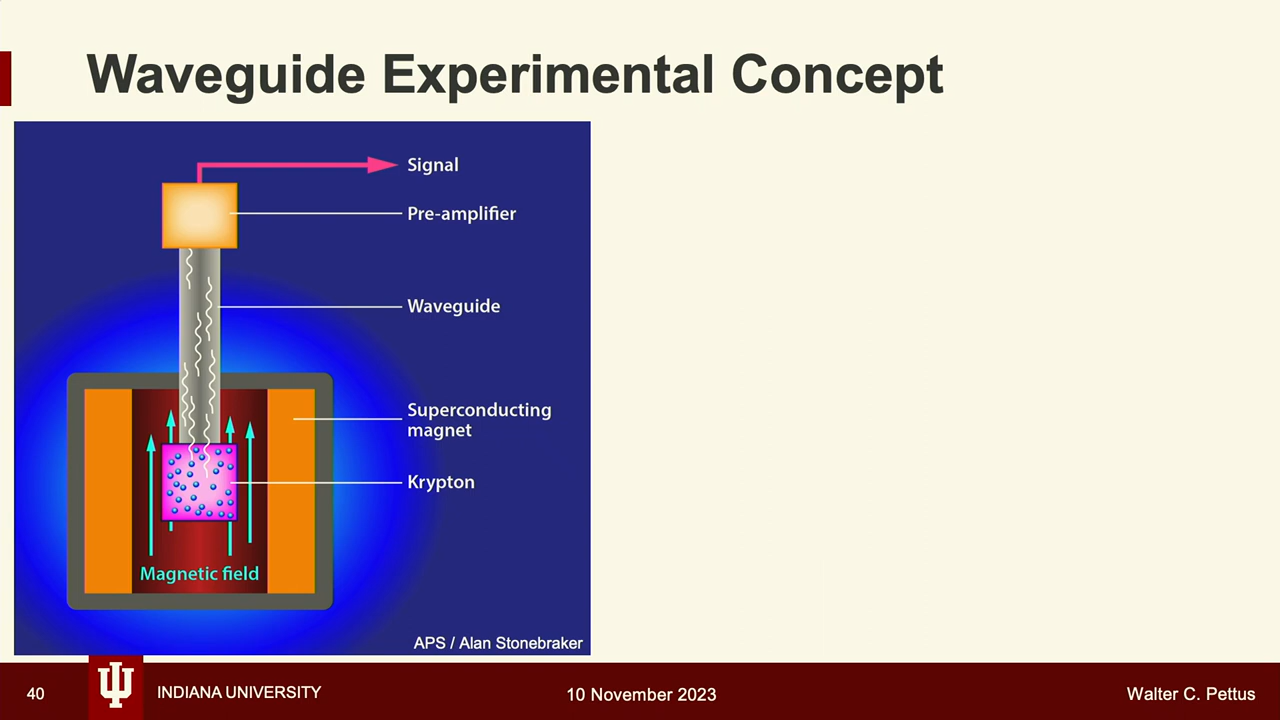 Waveguide Experimental Concept
Signal
Pre-amplifier
Waveguide
Superconducting
magnet
Krypton
Magnetic field
APS / Alan Stonebraker
40
INDIANA UNIVERSITY
10 November 2023
Walter C. Pettus